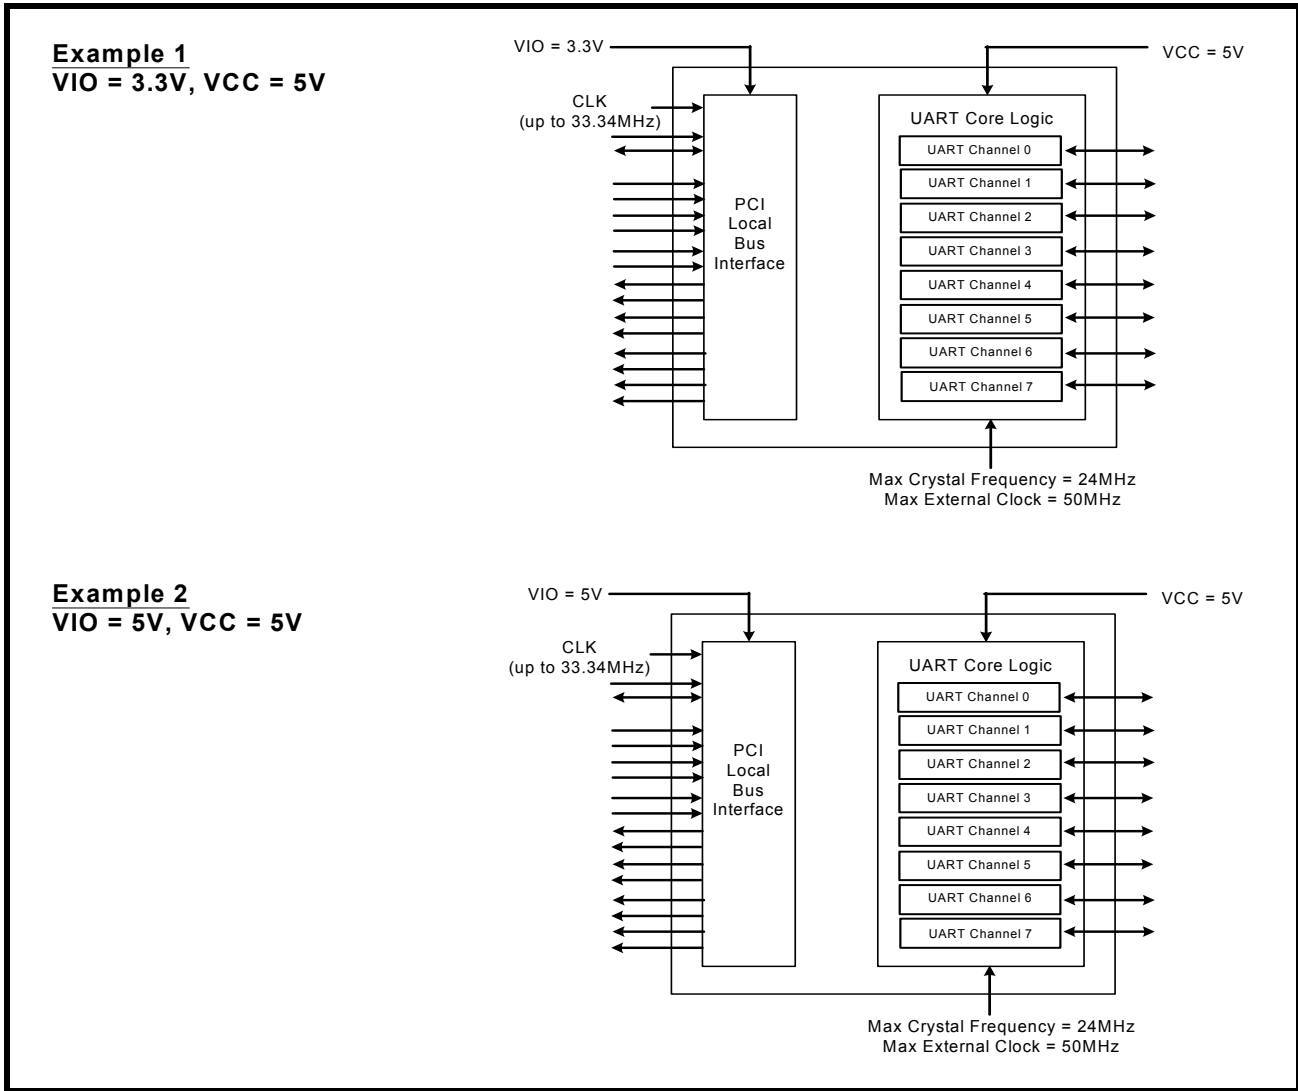 Example 1
VIO = 3.3V, VCC = 5V
VIO = 3.3V
VCC = 5V
CLK
(up to 33.34MHz)
PCI
Local
Bus
Interface
UART Core Logic
UART Channel 0
UART Channel 1
UART Channel 2
UART Channel 3
UART Channel 4
UART Channel 5
UART Channel 6
UART Channel 7
Max Crystal Frequency = 24MHz
Max External Clock = 50MHz
Example 2
VIO = 5V, VCC = 5V
VIO = 5V
VCC = 5V
CLK
(up to 33.34MHz)
PCI
Local
Bus
Interface
UART Core Logic
UART Channel 0
UART Channel 1
UART Channel 2
UART Channel 3
UART Channel 4
UART Channel 5
UART Channel 6
UART Channel 7
Max Crystal Frequency = 24MHz
Max External Clock = 50MHz